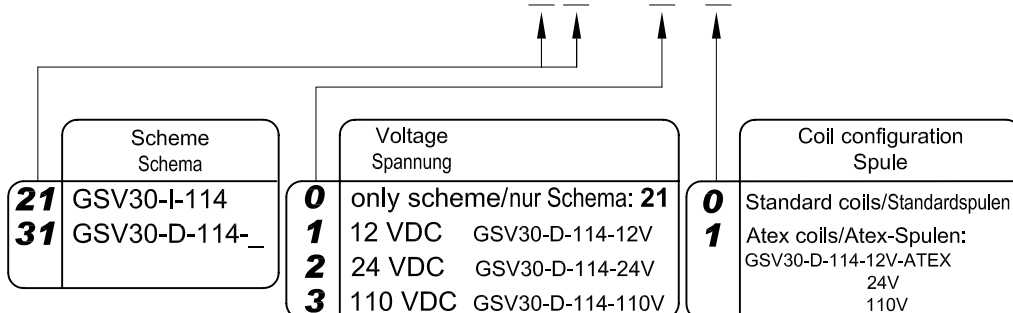 Scheme
Schema
21 GSV30-I-114
31 GSV30-D-114-_
Voltage
Spannung
0 only scheme/nur Schema: 21
1 12 VDC GSV30-D-114-12V
2 24 VDC GSV30-D-114-24V
3 110 VDC GSV30-D-114-110V
Coil configuration
Spule
0 Standard coils/Standardspulen
1 Atex coils/Atex-Spulen:
GSV30-D-114-12V-ATEX
24V
110V